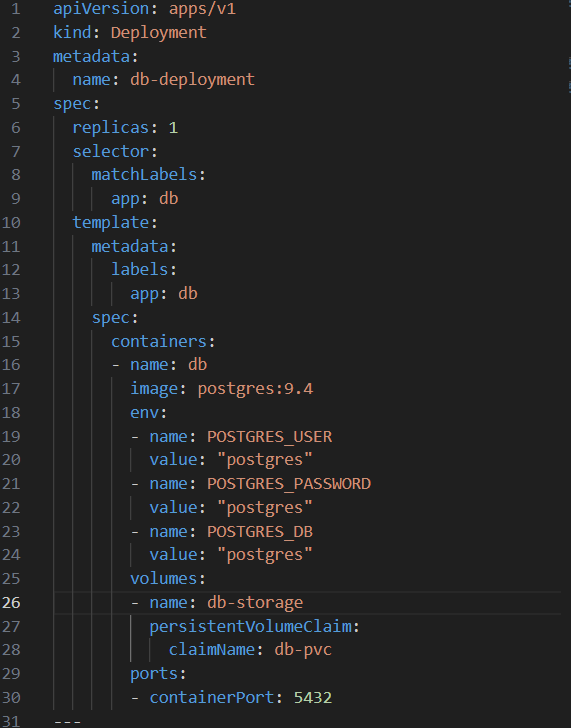 1 apiVersion: apps/v1
2 kind: Deployment
3 metadata:
4   name: db-deployment
5 spec:
6   replicas: 1
7   selector:
8     matchLabels:
9       app: db
10   template:
11     metadata:
12       labels:
13         app: db
14     spec:
15       containers:
16       - name: db
17         image: postgres:9.4
18         env:
19         - name: POSTGRES_USER
20           value: "postgres"
21         - name: POSTGRES_PASSWORD
22           value: "postgres"
23         - name: POSTGRES_DB
24           value: "postgres"
25         volumes:
26         - name: db-storage
27           persistentVolumeClaim:
28             claimName: db-pvc
29         ports:
30         - containerPort: 5432
31 ---